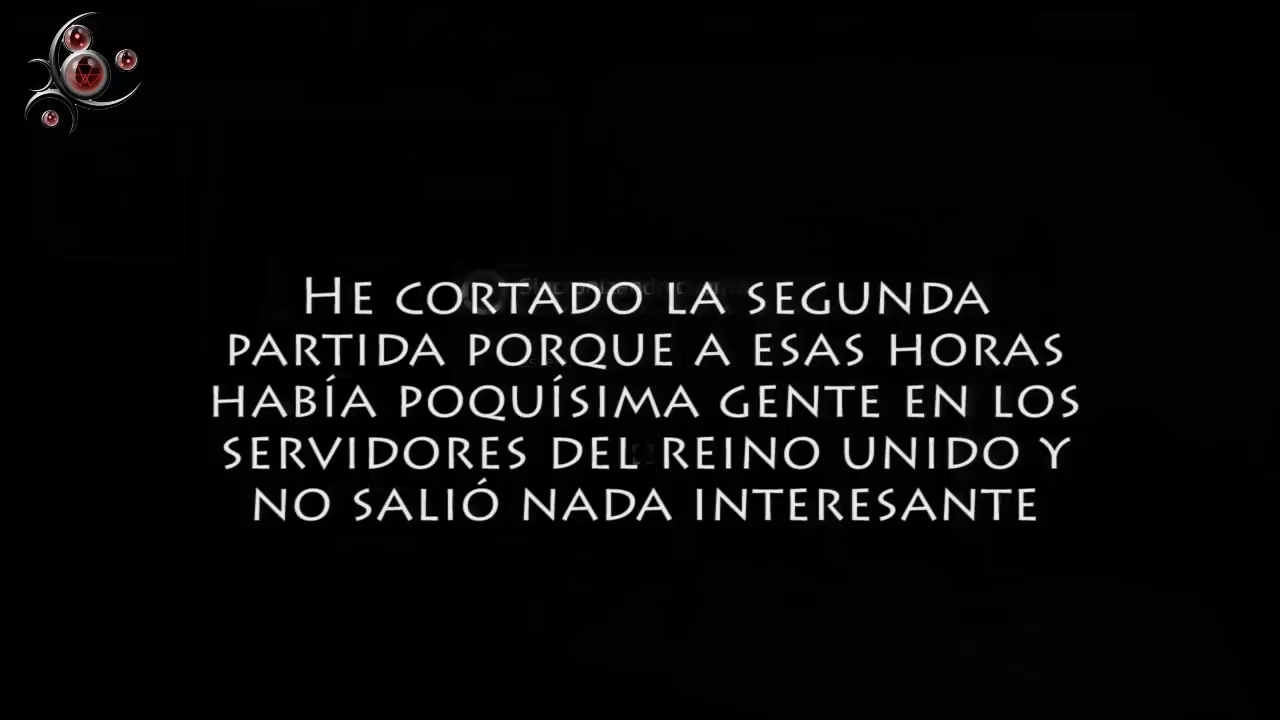 He cortado la segunda
partida porque a esas horas
había poquísima gente en los
servidores del Reino Unido y
no salió nada interesante